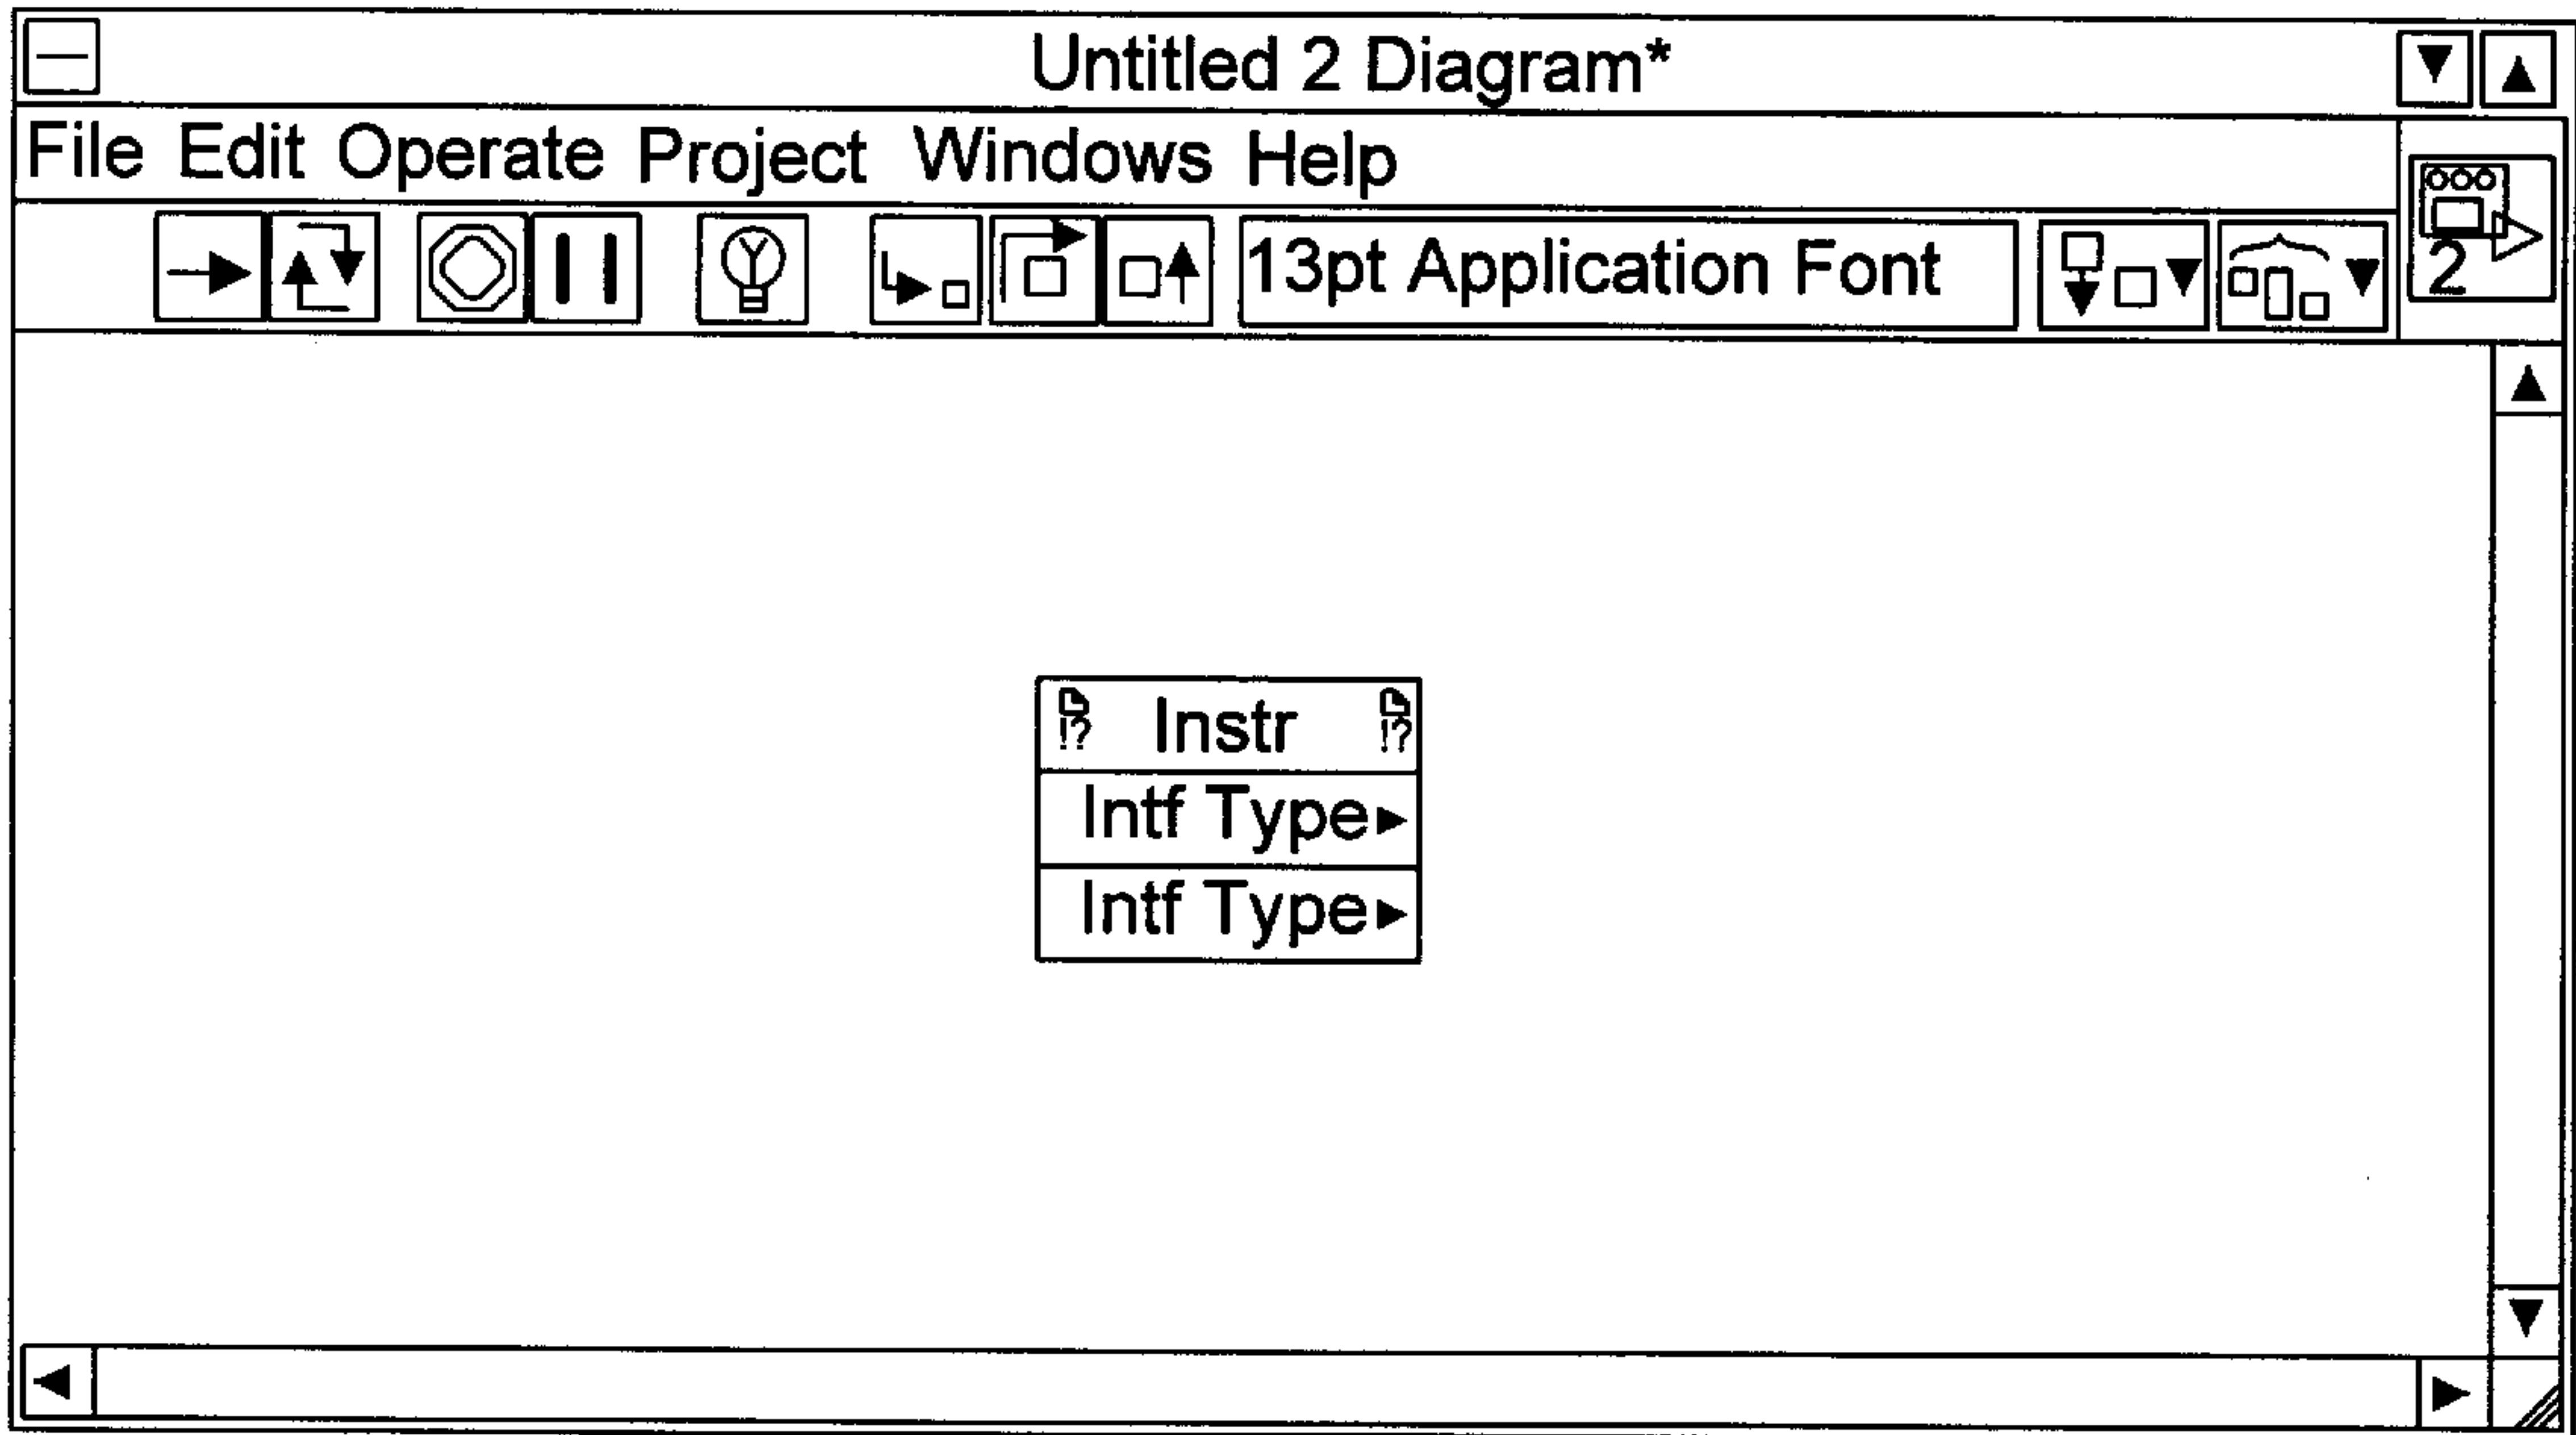 Untitled 2 Diagram*
File Edit Operate Project Windows Help
13pt Application Font
2
!? Instr !?
Intf Type
Intf Type